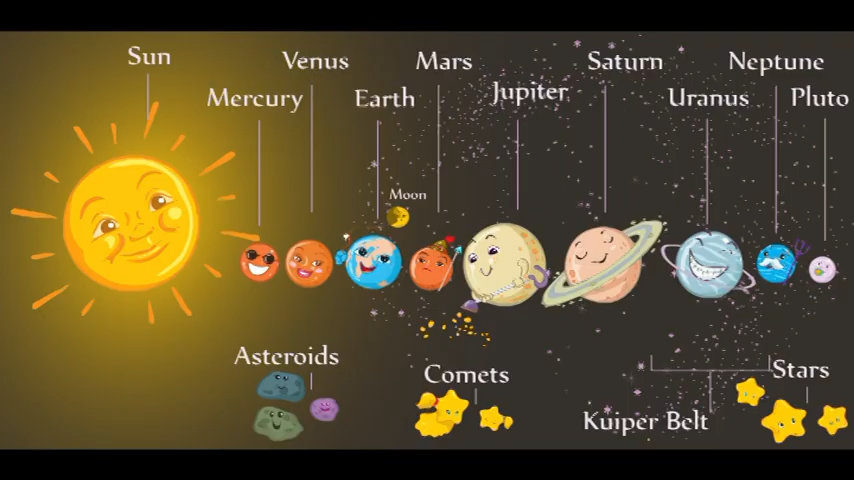 Sun
Venus
Mars
Saturn
Neptune
Mercury
Earth
Jupiter
Uranus
Pluto
Moon
Asteroids
Comets
Stars
Kuiper Belt